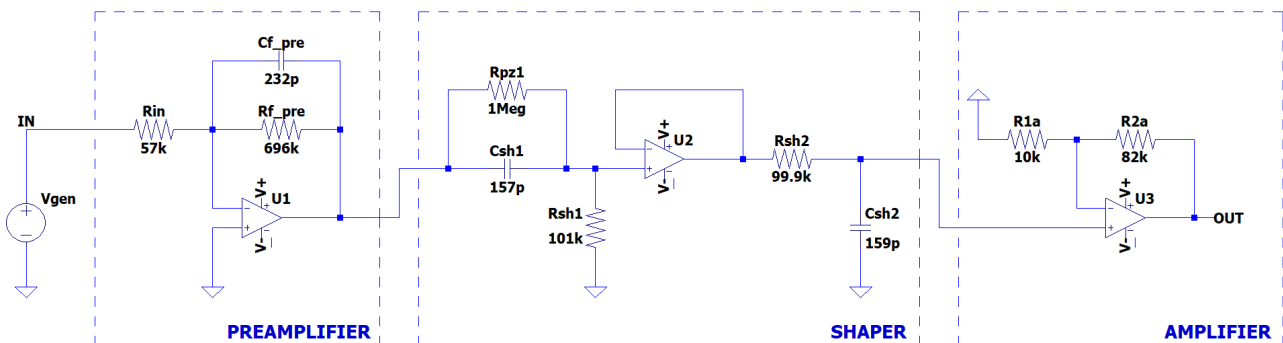 IN
Vgen
Rin
57k
Cf_pre
232p
Rf_pre
696k
V+
U1
V-
PREAMPLIFIER
Rpz1
1Meg
Csh1
157p
Rsh1
101k
V+
U2
V-
Rsh2
99.9k
Csh2
159p
SHAPER
R1a
10k
R2a
82k
V+
U3
V-
OUT
AMPLIFIER